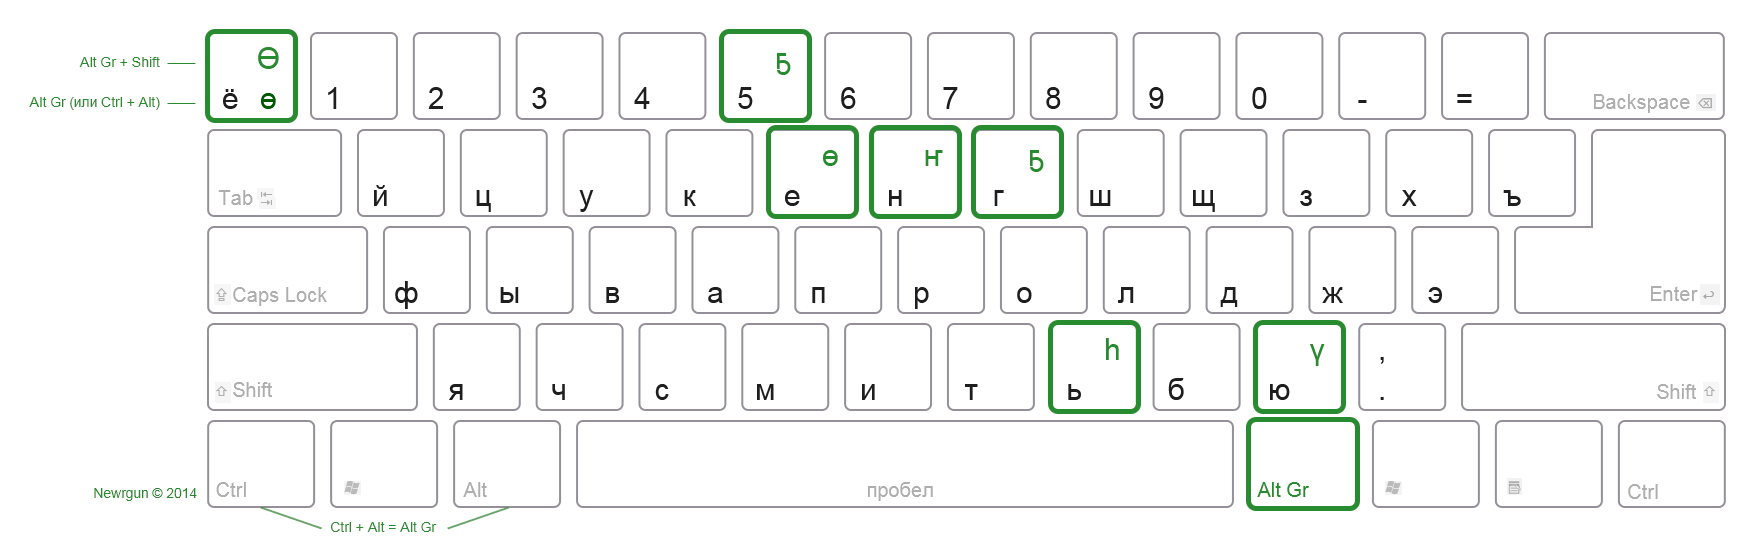 Alt Gr + Shift
Ө Ҕ
Alt Gr (или Ctrl + Alt)
ё ө 1 2 3 4 5 6 7 8 9 0 - = Backspace
ө ҥ ҕ
Tab й ц у к е н г ш щ з х ъ
Caps Lock ф ы в а п р о л д ж э Enter
һ ү ,
Shift я ч с м и т ь б ю . Shift
Newrgun © 2014 Ctrl Alt пробел Alt Gr Ctrl
Ctrl + Alt = Alt Gr